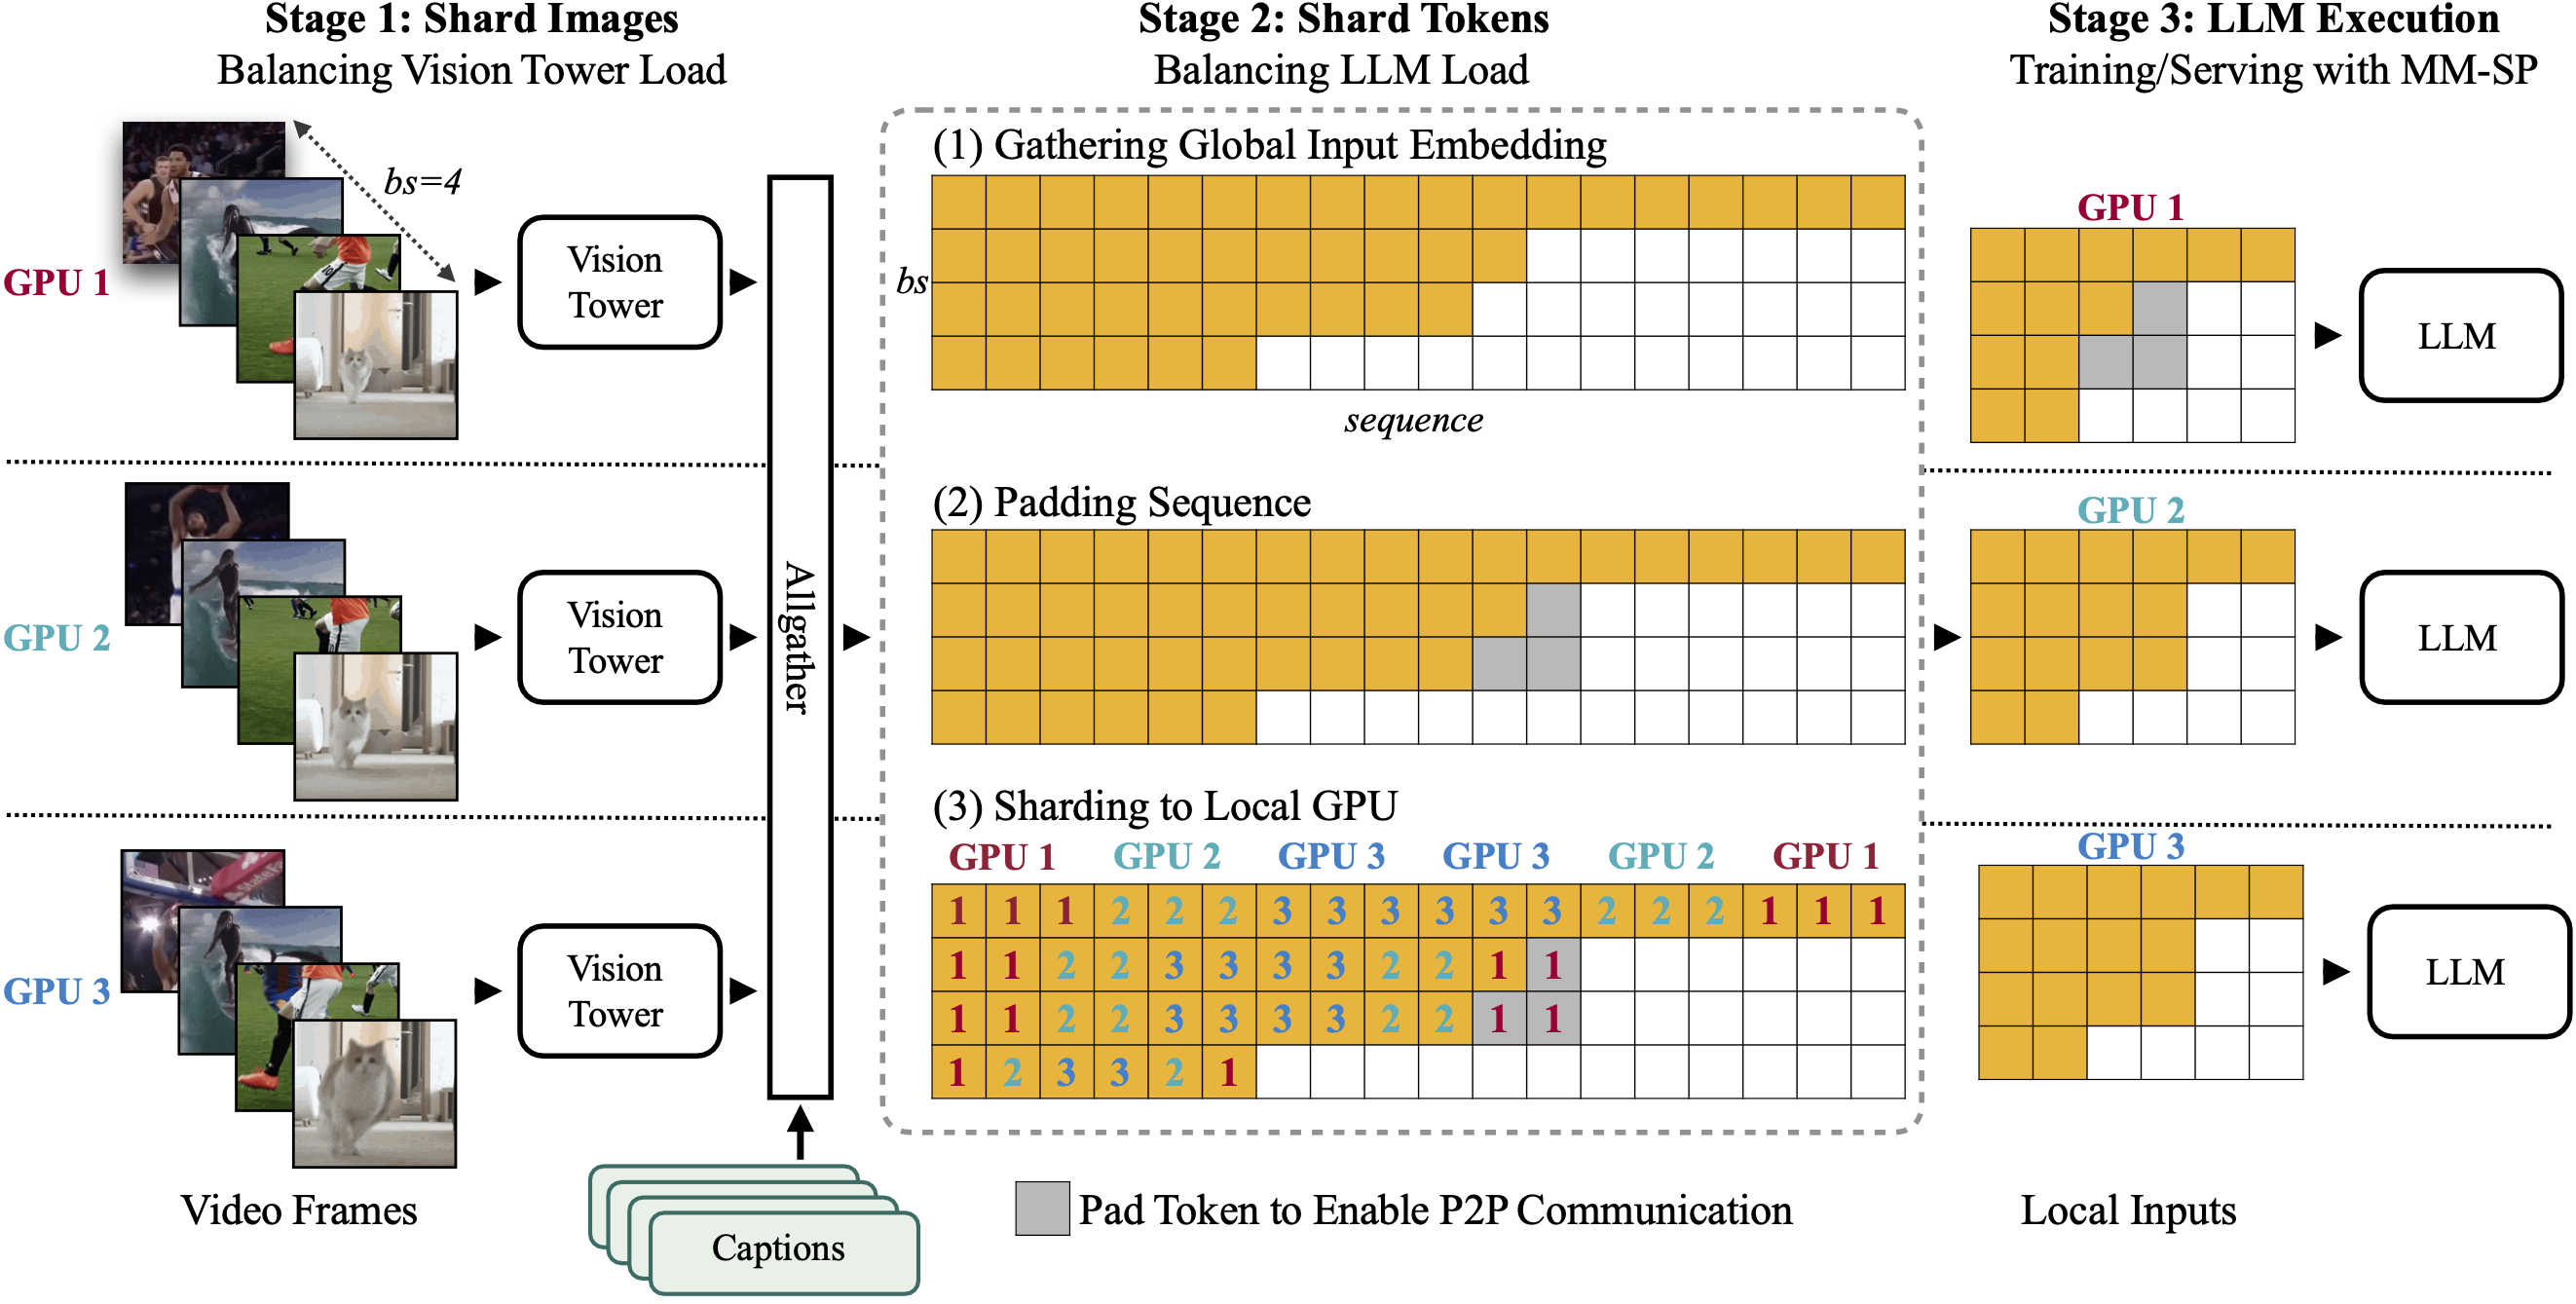 Stage 1: Shard Images
Balancing Vision Tower Load
Stage 2: Shard Tokens
Balancing LLM Load
Stage 3: LLM Execution
Training/Serving with MM-SP
bs=4
GPU 1
Vision
Tower
GPU 2
Vision
Tower
GPU 3
Vision
Tower
Video Frames
Allgather
Captions
(1) Gathering Global Input Embedding
bs
sequence
(2) Padding Sequence
(3) Sharding to Local GPU
GPU 1 GPU 2 GPU 3 GPU 3 GPU 2 GPU 1
1 1 1 2 2 2 3 3 3 3 3 3 2 2 2 1 1 1
1 1 2 2 3 3 3 3 2 2 1 1
1 1 2 2 3 3 3 3 2 2 1 1
1 2 3 3 2 1
Pad Token to Enable P2P Communication
GPU 1
LLM
GPU 2
LLM
GPU 3
LLM
Local Inputs